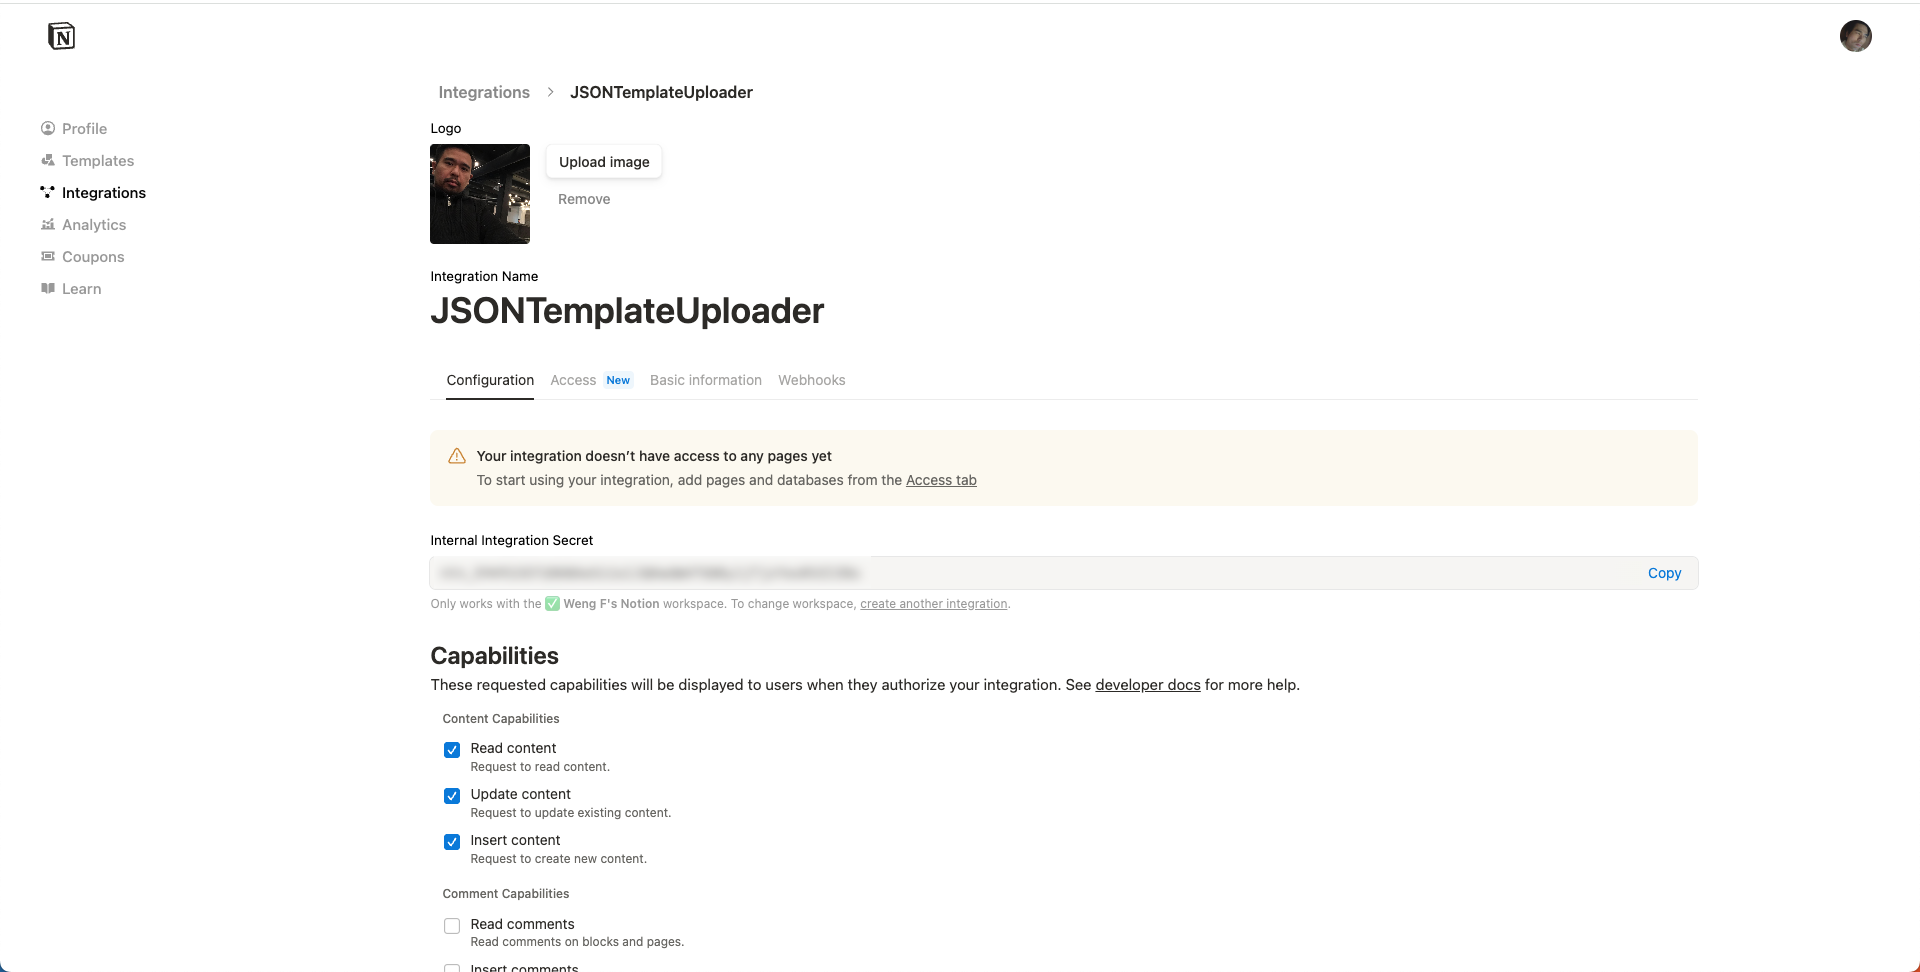 N
Integrations > JSONTemplateUploader
Profile
Templates
Integrations
Analytics
Coupons
Learn
Logo
Upload image
Remove
Integration Name
JSONTemplateUploader
Configuration Access New Basic information Webhooks
Your integration doesn't have access to any pages yet
To start using your integration, add pages and databases from the Access tab
Internal Integration Secret
Copy
Only works with the ✅ Weng F's Notion workspace. To change workspace, create another integration.
Capabilities
These requested capabilities will be displayed to users when they authorize your integration. See developer docs for more help.
Content Capabilities
Read content
Request to read content.
Update content
Request to update existing content.
Insert content
Request to create new content.
Comment Capabilities
Read comments
Read comments on blocks and pages.
Insert comments